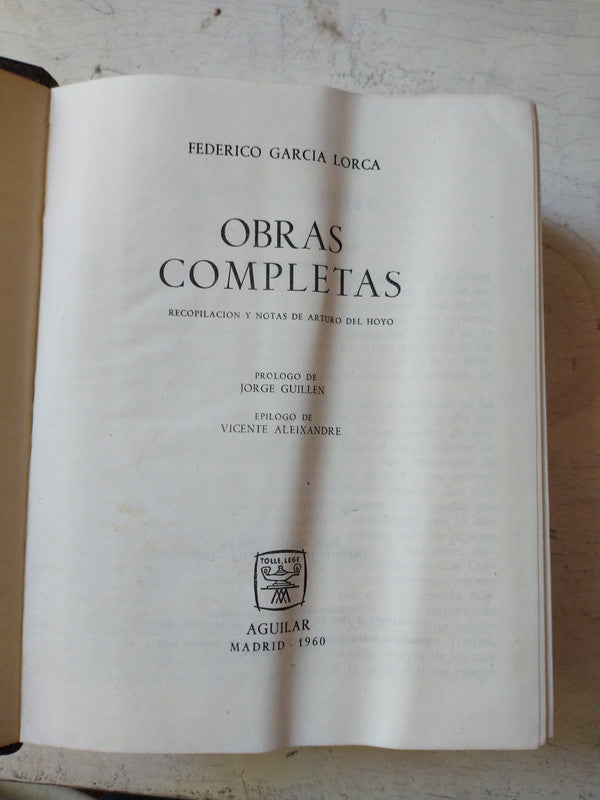 FEDERICO GARCIA LORCA
OBRAS
COMPLETAS
RECOPILACION Y NOTAS DE ARTURO DEL HOYO
PROLOGO DE
JORGE GUILLEN
EPILOGO DE
VICENTE ALEIXANDRE
TOLLE, LEGE
AGUILAR
MADRID - 1960